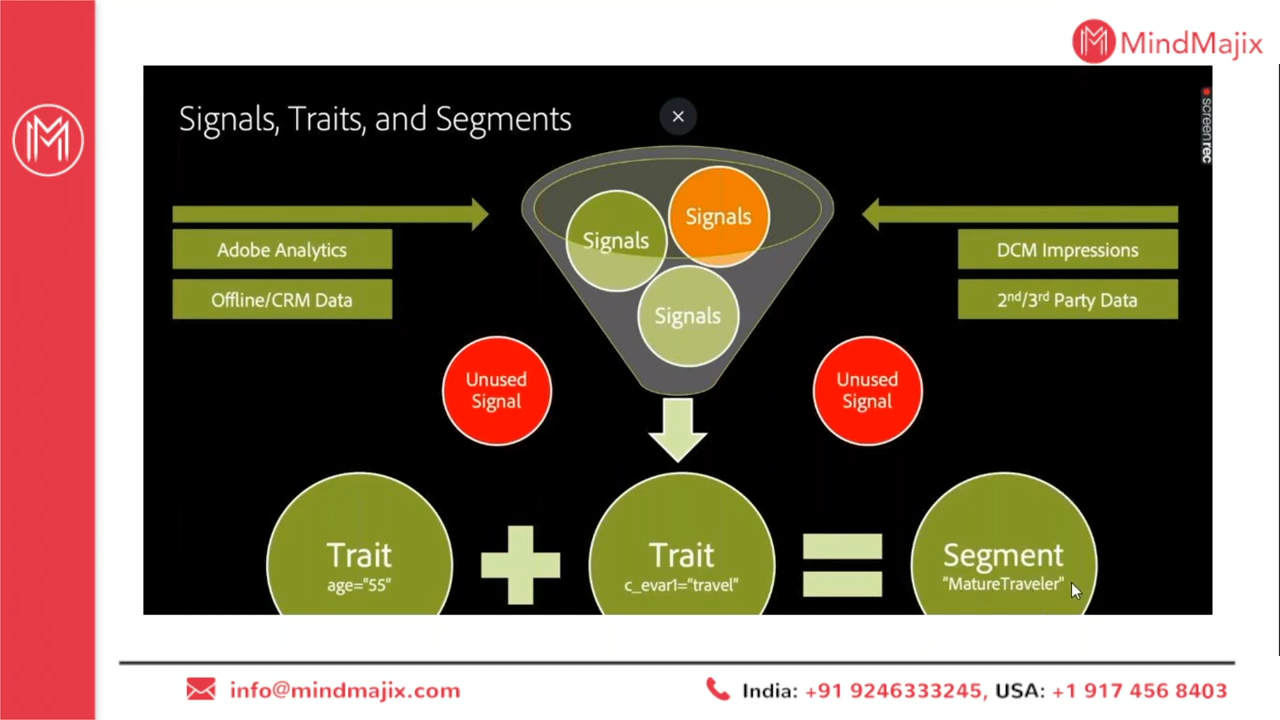 MindMajix
Signals, Traits, and Segments
screenrec
Signals
Signals
Signals
Adobe Analytics
Offline/CRM Data
DCM Impressions
2nd/3rd Party Data
Unused
Signal
Unused
Signal
Trait
age="55"
Trait
c_evar1="travel"
Segment
"MatureTraveler"
info@mindmajix.com
India: +91 9246333245, USA: +1 917 456 8403